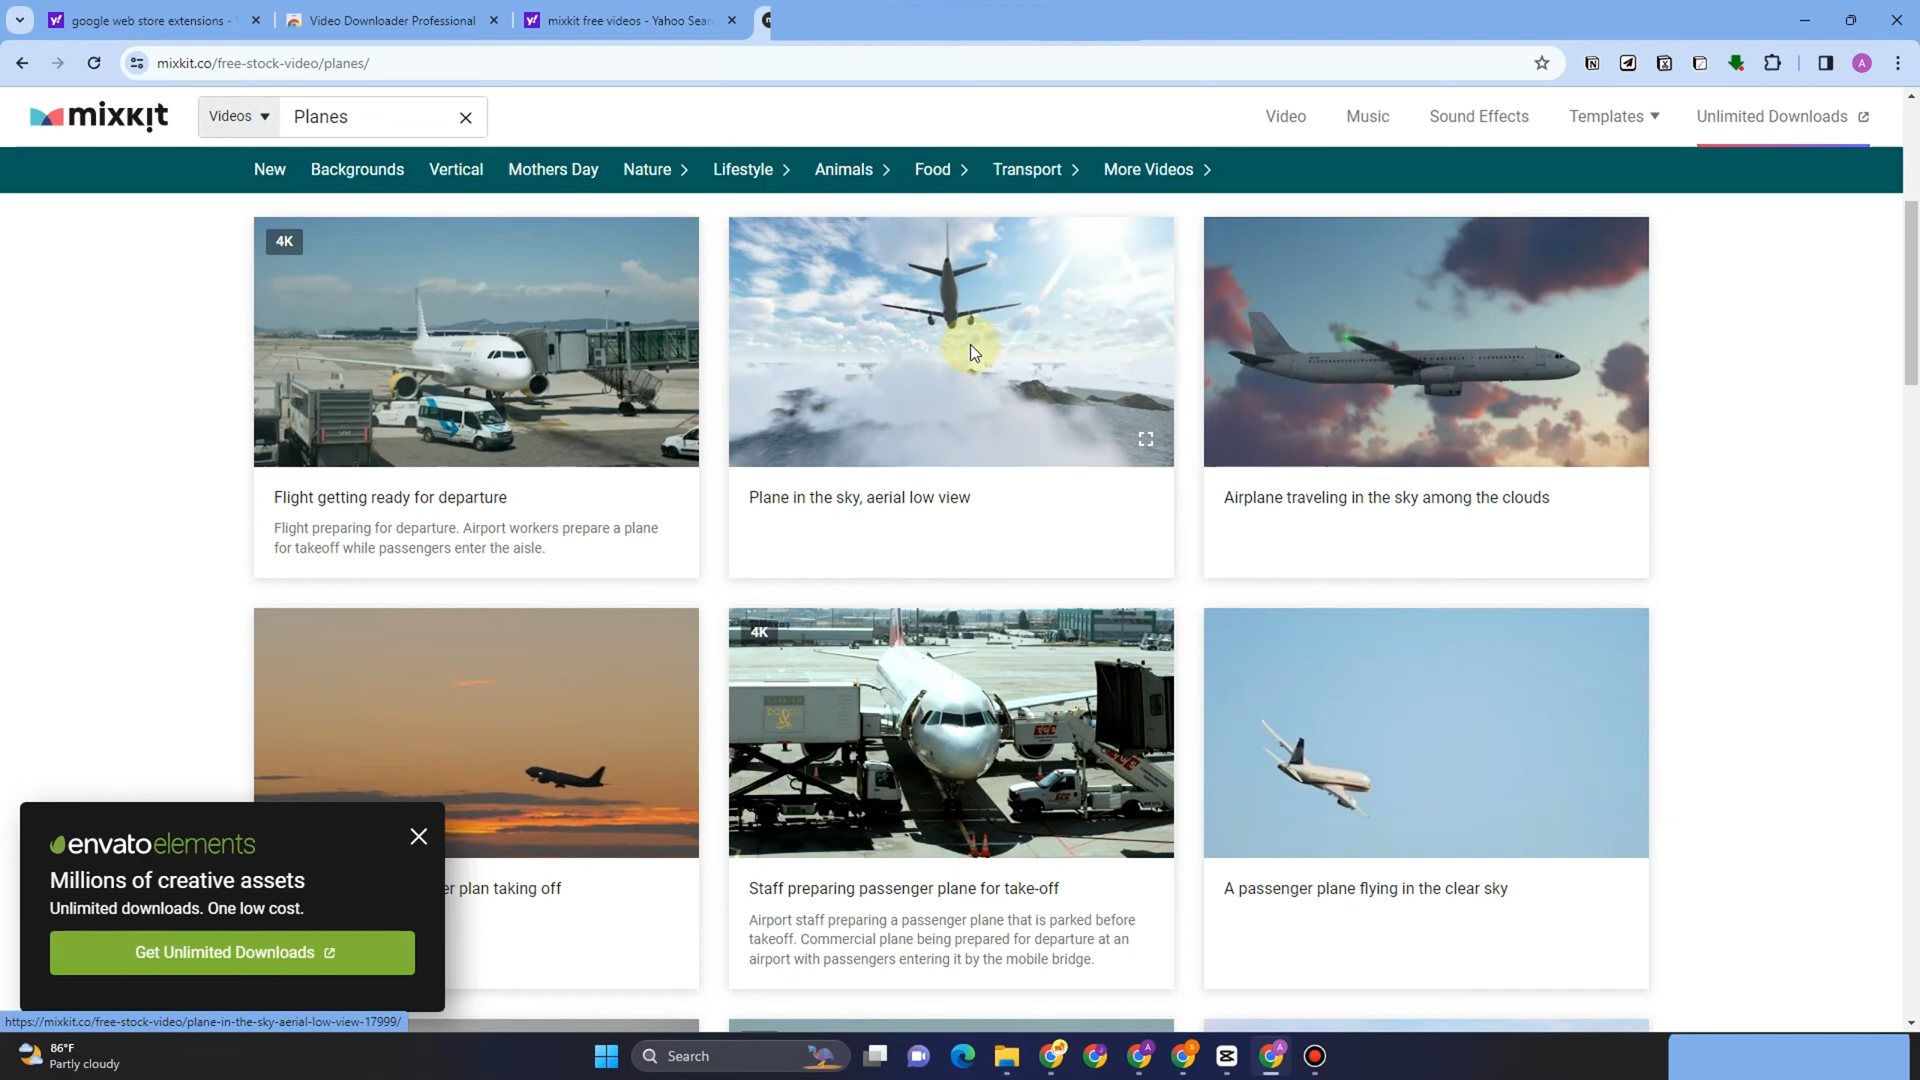 google web store extensions -
Video Downloader Professional
mixkit free videos - Yahoo Sear
mixkit.co/free-stock-video/planes/
A
mixkit
Videos
Planes
Video
Music
Sound Effects
Templates
Unlimited Downloads
New
Backgrounds
Vertical
Mothers Day
Nature
Lifestyle
Animals
Food
Transport
More Videos
4K
Flight getting ready for departure
Flight preparing for departure. Airport workers prepare a plane
for takeoff while passengers enter the aisle.
Plane in the sky, aerial low view
Airplane traveling in the sky among the clouds
4K
er plan taking off
Staff preparing passenger plane for take-off
Airport staff preparing a passenger plane that is parked before
takeoff. Commercial plane being prepared for departure at an
airport with passengers entering it by the mobile bridge.
A passenger plane flying in the clear sky
envato elements
Millions of creative assets
Unlimited downloads. One low cost.
Get Unlimited Downloads
https://mixkit.co/free-stock-video/plane-in-the-sky-aerial-low-view-17999/
86°F
Partly cloudy
Search